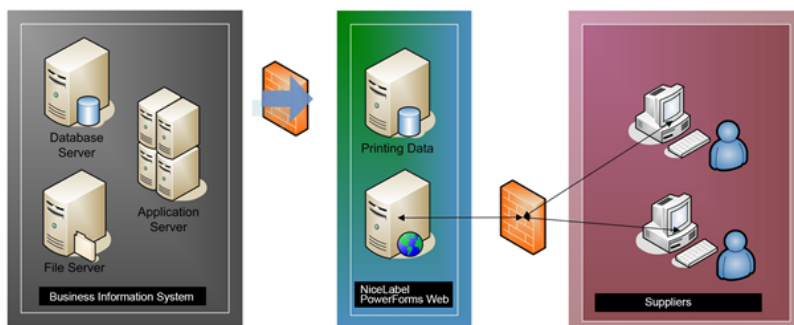 Database
Server
Application
Server
File Server
Business Information System
Printing Data
NiceLabel
PowerForms Web
Suppliers